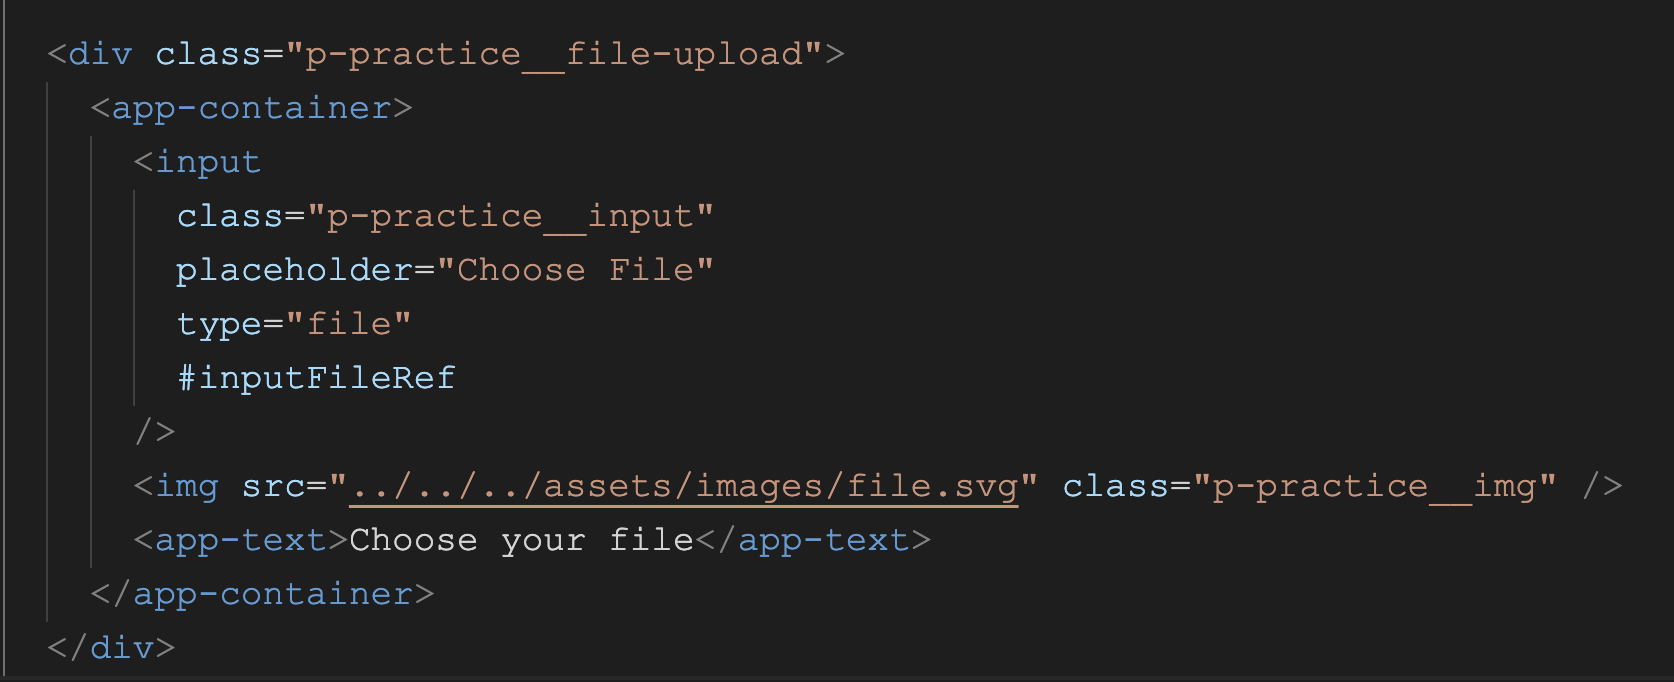 <div class="p-practice__file-upload">
<app-container>
<input
class="p-practice__input"
placeholder="Choose File"
type="file"
#inputFileRef
/>
<img src="../../../assets/images/file.svg" class="p-practice__img" />
<app-text>Choose your file</app-text>
</app-container>
</div>